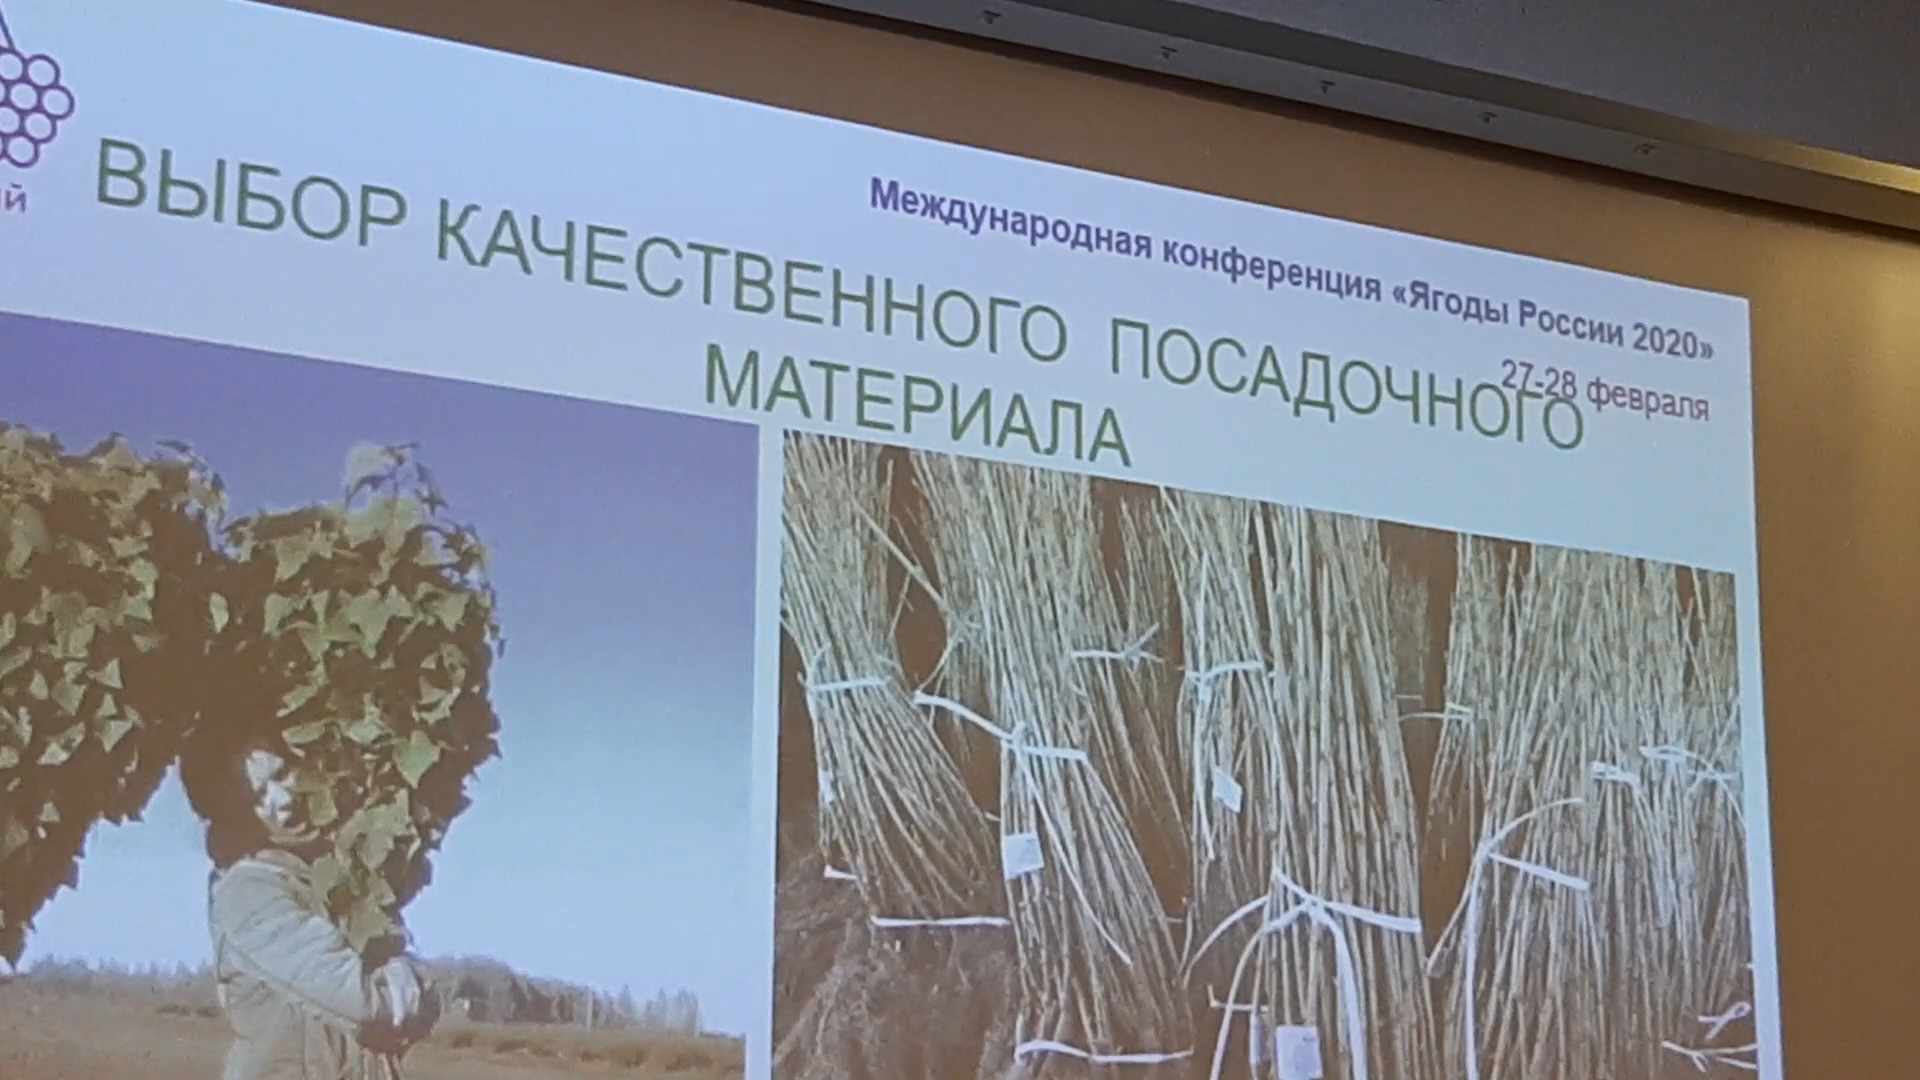 ВЫБОР КАЧЕСТВЕННОГО ПОСАДОЧНОГО
МАТЕРИАЛА
Международная конференция «Ягоды России 2020»
27-28 февраля